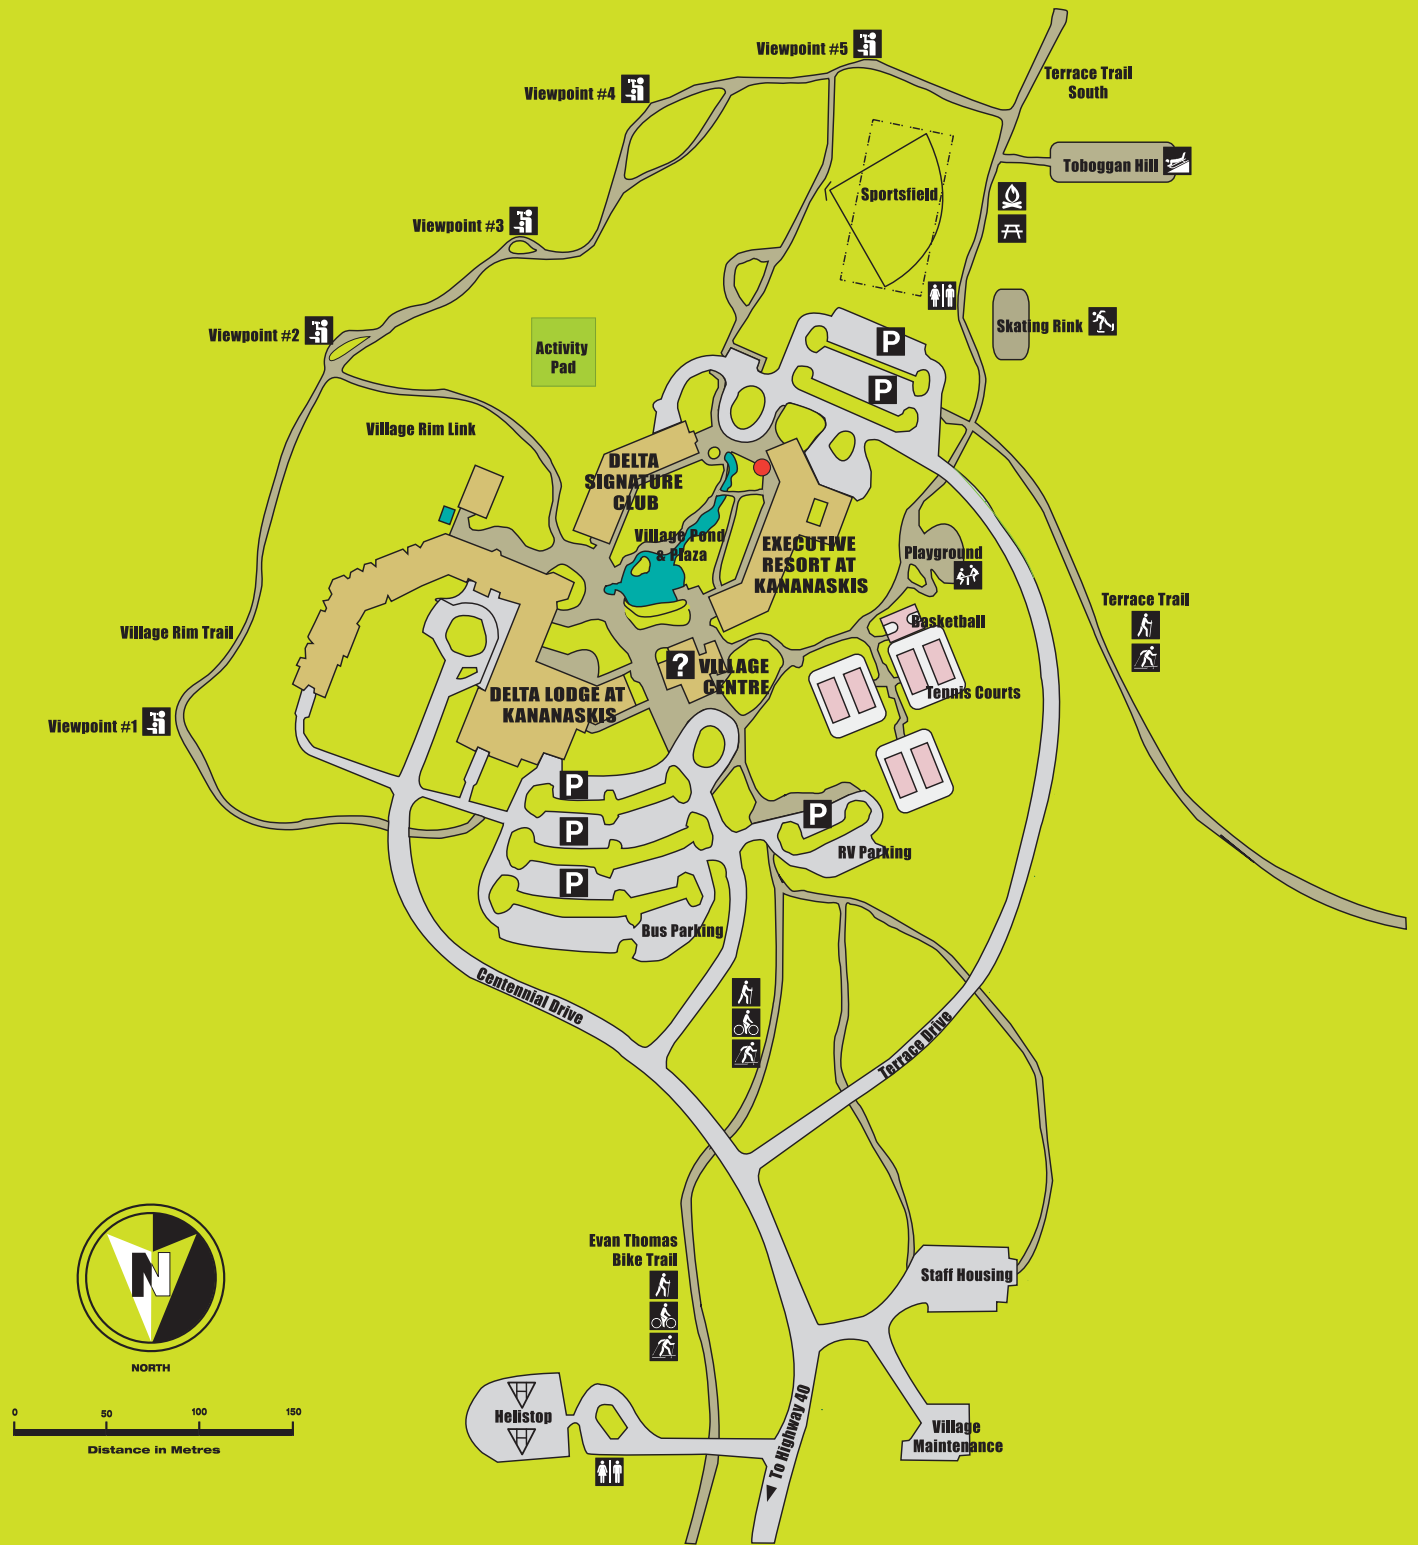 Viewpoint #5
Terrace Trail
South
Viewpoint #4
Toboggan Hill
Sportsfield
Viewpoint #3
Skating Rink
Viewpoint #2
P
Activity
Pad
P
Village Rim Link
DELTA
SIGNATURE
CLUB
Village Pond
& Plaza
EXECUTIVE
RESORT AT
KANANASKIS
Playground
Terrace Trail
Basketball
Village Rim Trail
?
VILLAGE
CENTRE
Tennis Courts
DELTA LODGE AT
KANANASKIS
Viewpoint #1
P
P
P
RV Parking
P
Bus Parking
Centennial Drive
Terrace Drive
Evan Thomas
Bike Trail
Staff Housing
N
NORTH
To Highway 40
H
Helistop
H
Village
Maintenance
0 50 100 150
Distance in Metres